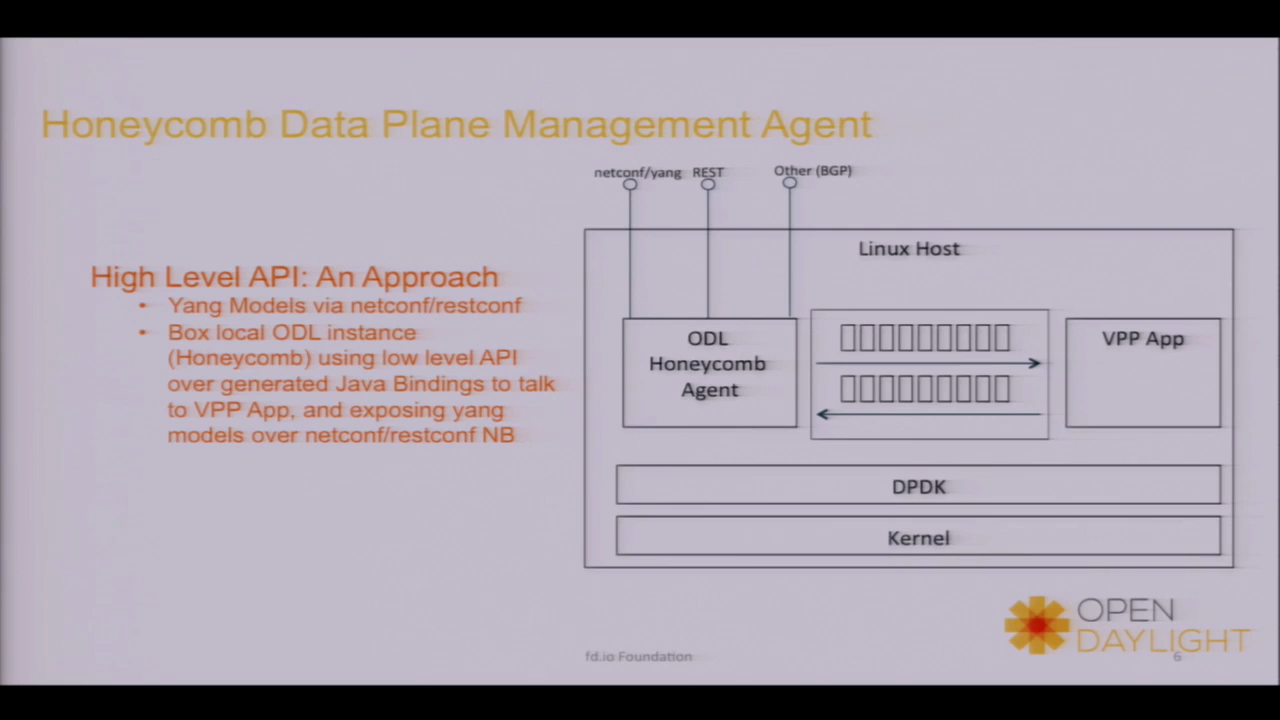 Honeycomb Data Plane Management Agent
High Level API: An Approach
• Yang Models via netconf/restconf
• Box local ODL instance
(Honeycomb) using low level API
over generated Java Bindings to talk
to VPP App, and exposing yang
models over netconf/restconf NB
netconf/yang REST Other (BGP)
Linux Host
ODL
Honeycomb
Agent
VPP App
DPDK
Kernel
OPEN
DAYLIGHT
fd.io Foundation
6